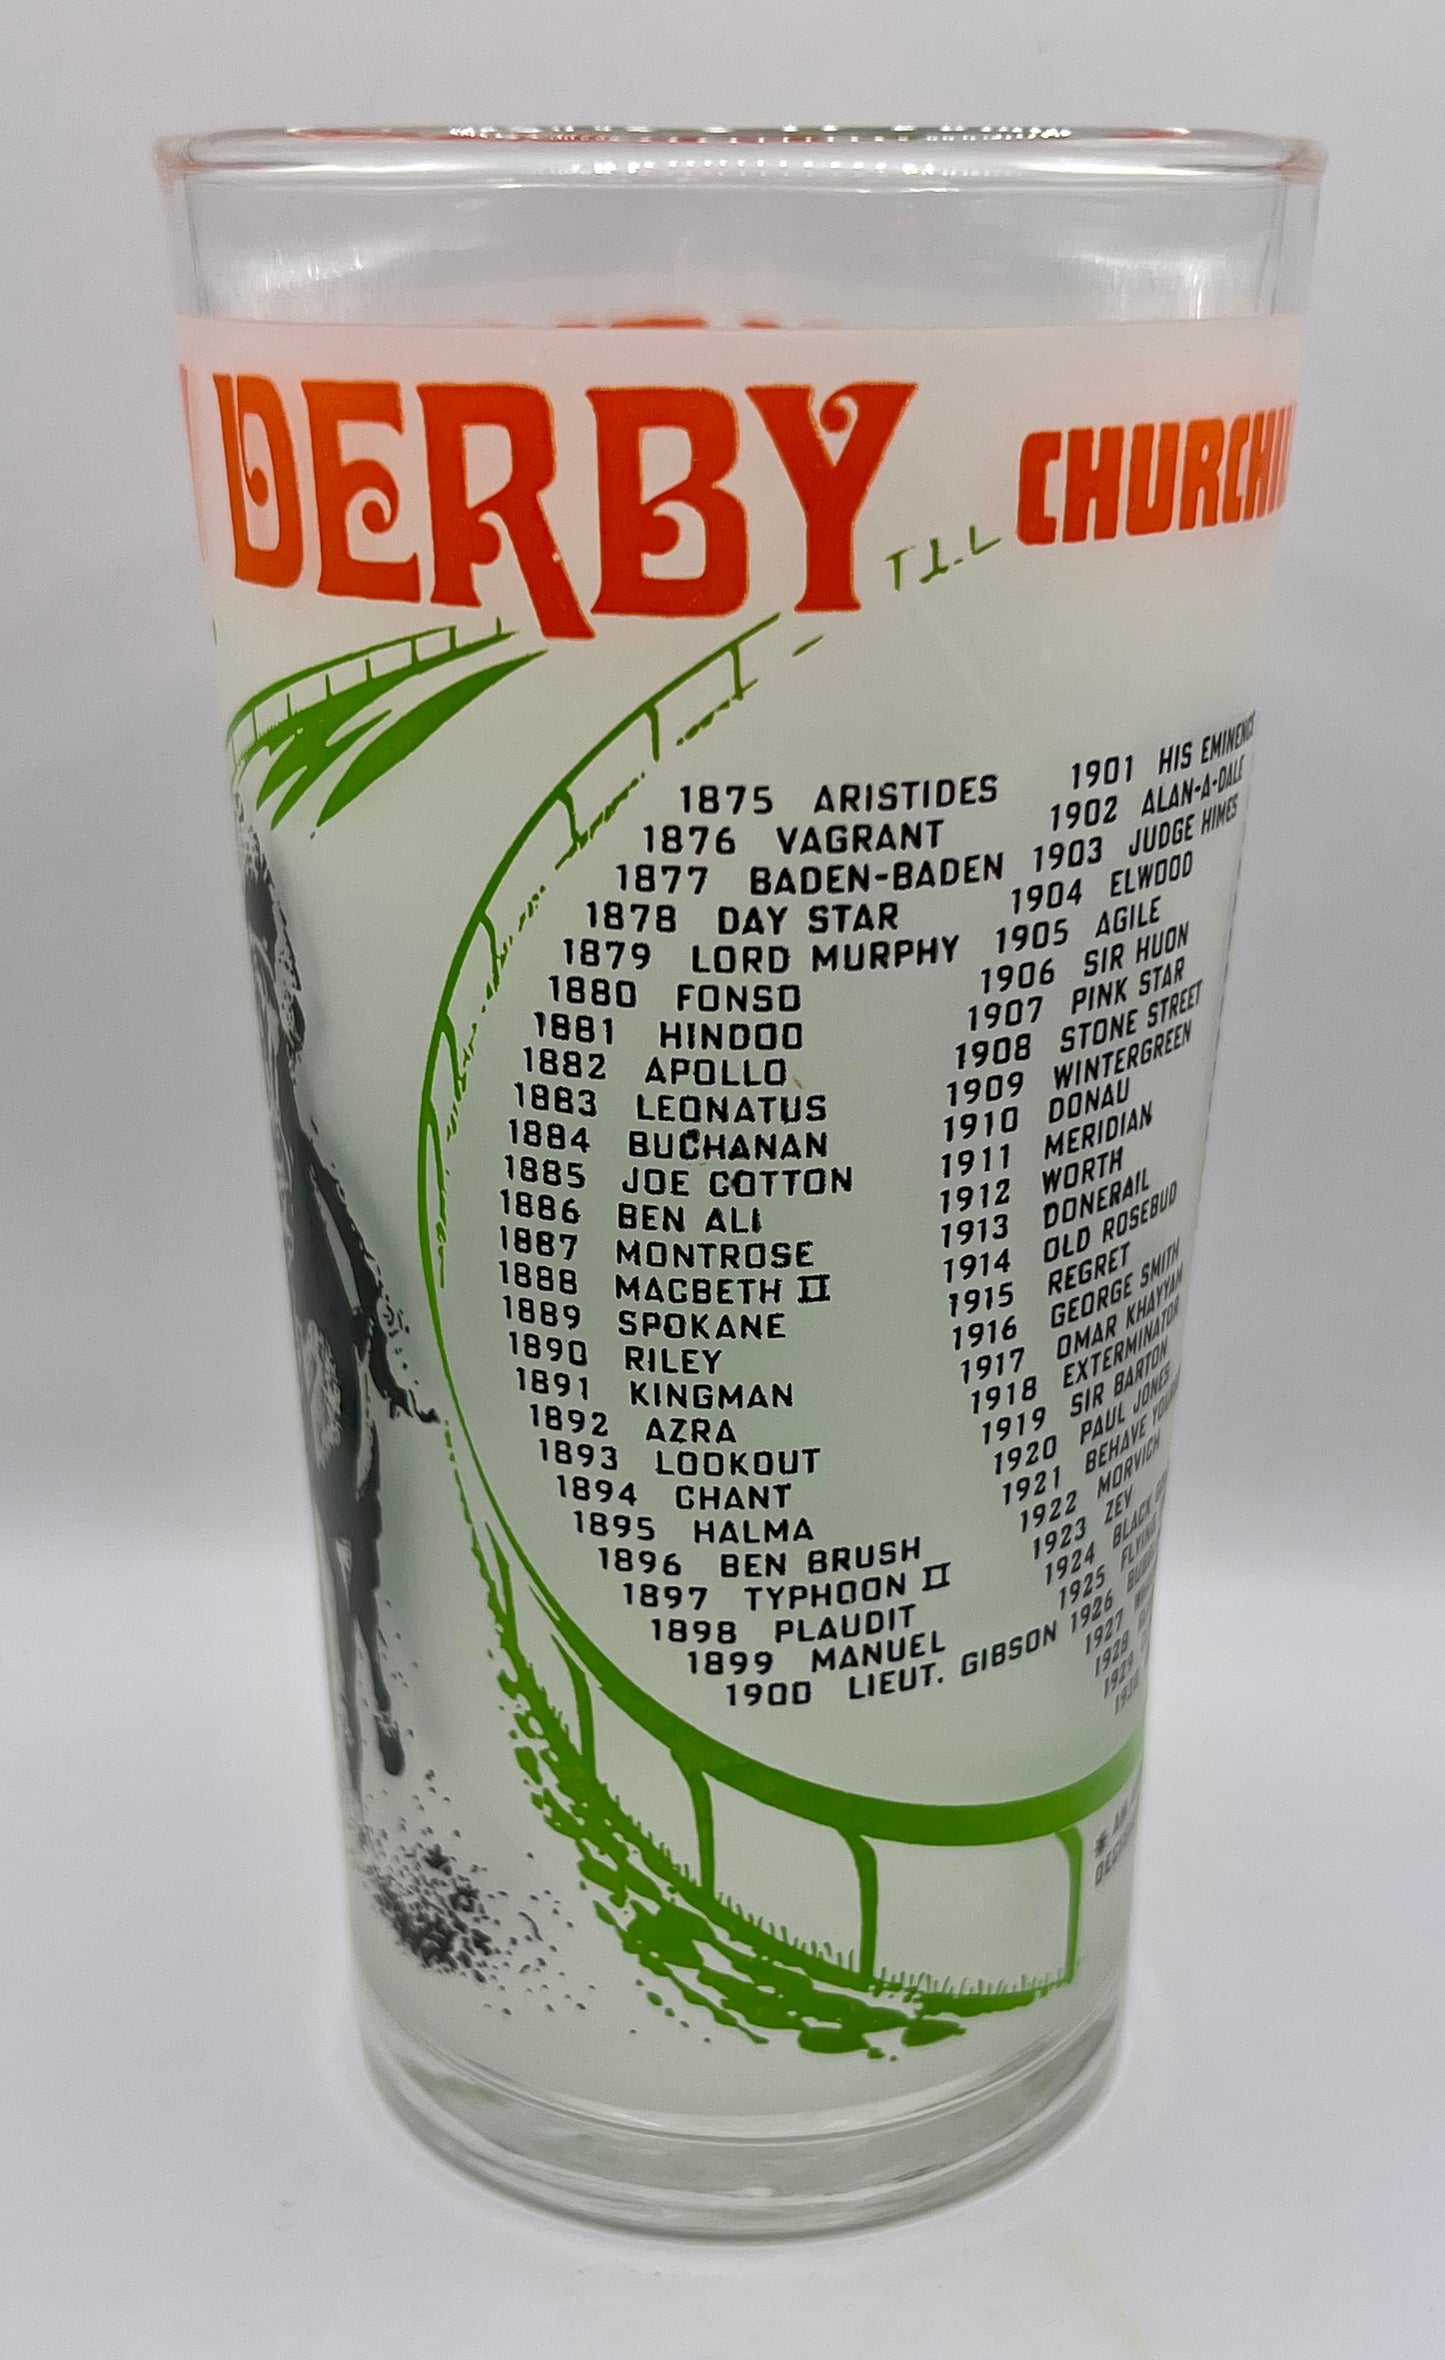 DERBY
T.I.L
CHURCHIL
1875 ARISTIDES
1876 VAGRANT
1877 BADEN-BADEN
1878 DAY STAR
1879 LORD MURPHY
1880 FONSO
1881 HINDOO
1882 APOLLO
1883 LEONATUS
1884 BUCHANAN
1885 JOE COTTON
1886 BEN ALI
1887 MONTROSE
1888 MACBETH II
1889 SPOKANE
1890 RILEY
1891 KINGMAN
1892 AZRA
1893 LOOKOUT
1894 CHANT
1895 HALMA
1896 BEN BRUSH
1897 TYPHOON II
1898 PLAUDIT
1899 MANUEL
1900 LIEUT. GIBSON
1901 HIS EMINENCE
1902 ALAN-A-DALE
1903 JUDGE HIMES
1904 ELWOOD
1905 AGILE
1906 SIR HUON
1907 PINK STAR
1908 STONE STREET
1909 WINTERGREEN
1910 DONAU
1911 MERIDIAN
1912 WORTH
1913 DONERAIL
1914 OLD ROSEBUD
1915 REGRET
1916 GEORGE SMITH
1917 OMAR KHAYYAM
1918 EXTERMINATOR
1919 SIR BARTON
1920 PAUL JONES
1921 BEHAVE
1922 MORVICH
1923 ZEV
1924 BLACK
1925 FLYING
1926
1927
1928
1929
1930